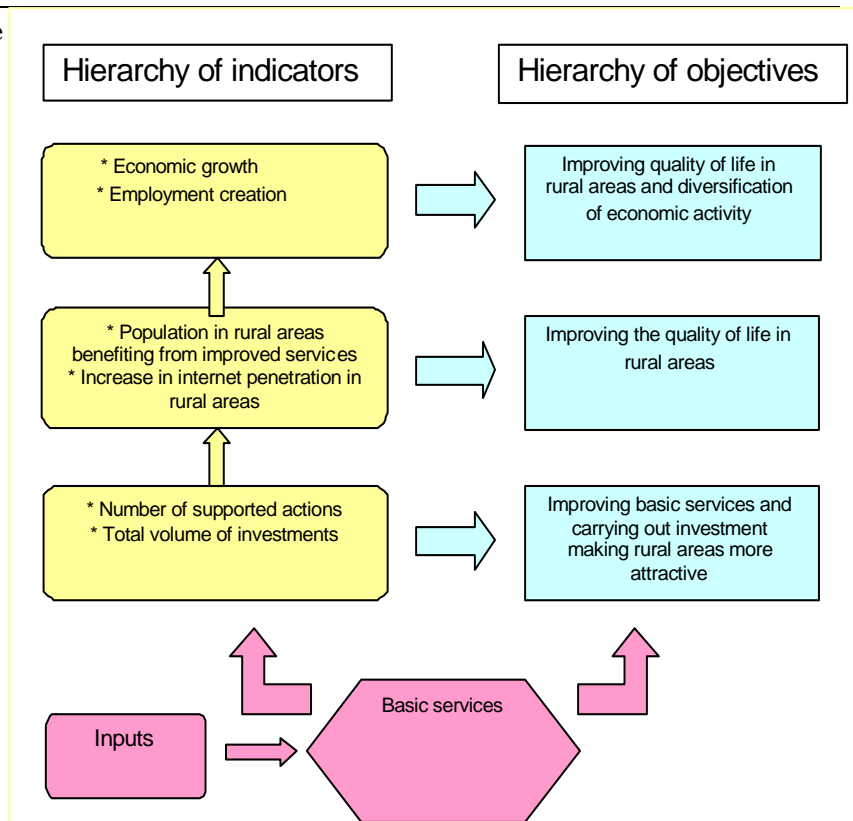 e
Hierarchy of indicators
Hierarchy of objectives
* Economic growth
* Employment creation
Improving quality of life in
rural areas and diversification
of economic activity
* Population in rural areas
benefiting from improved services
* Increase in internet penetration in
rural areas
Improving the quality of life in
rural areas
* Number of supported actions
* Total volume of investments
Improving basic services and
carrying out investment
making rural areas more
attractive
Inputs
Basic services